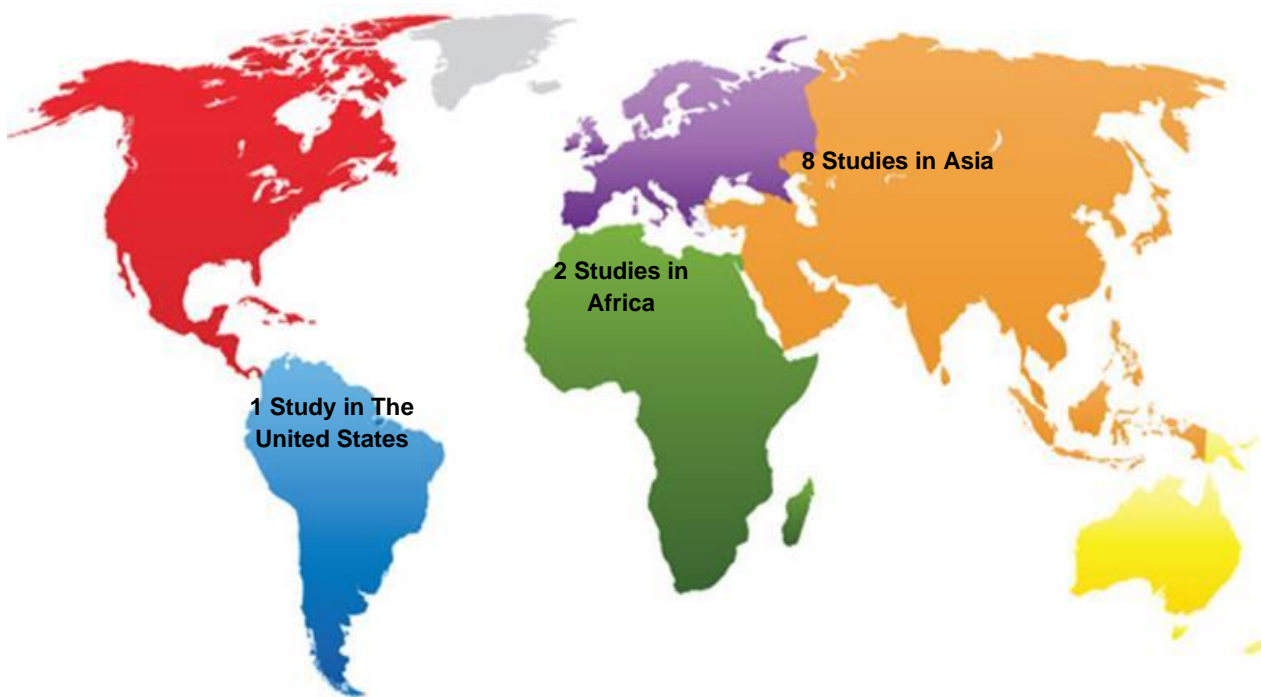 8 Studies in Asia
2 Studies in
Africa
1 Study in The
United States